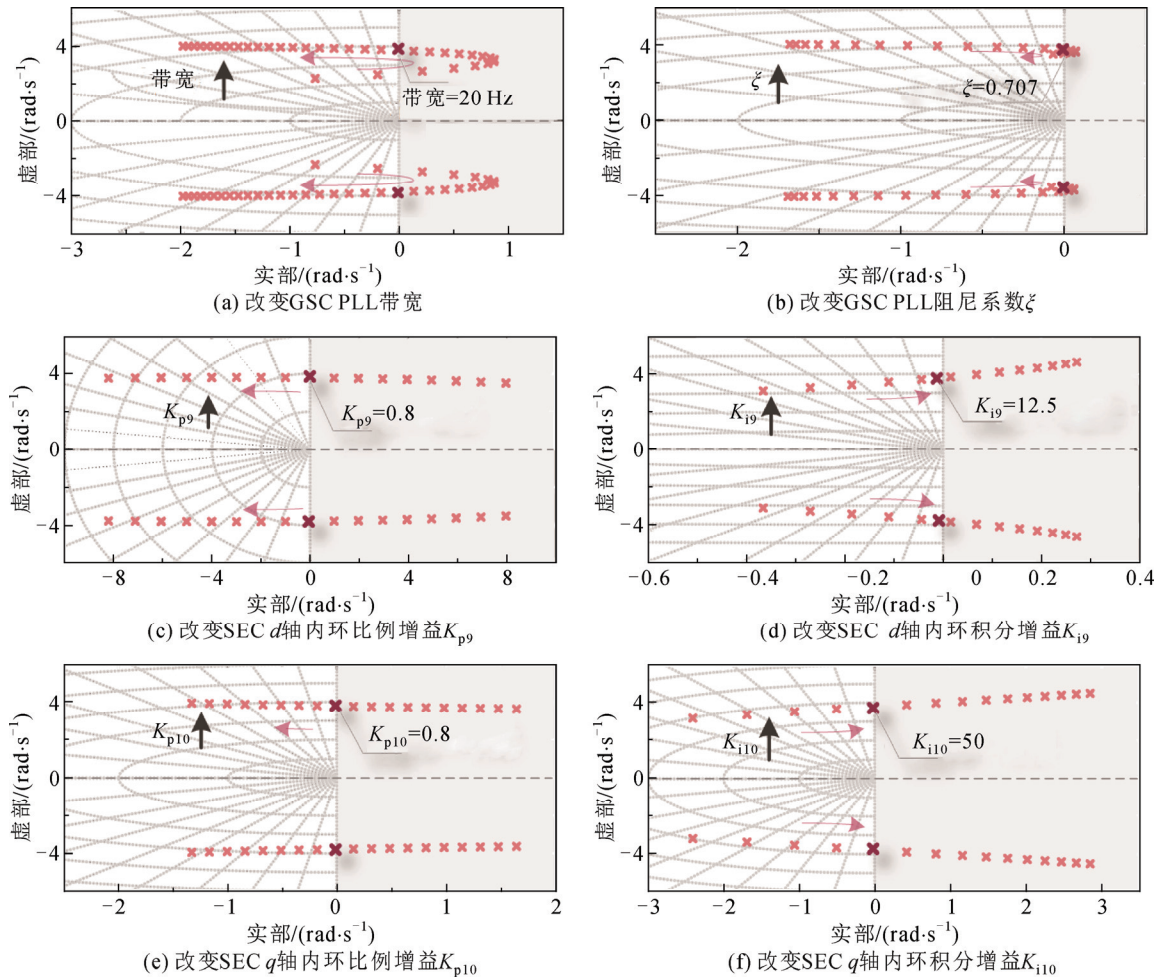 虚部/(rad·s⁻¹)
4
0
−4
带宽
带宽=20 Hz
−3
−2
−1
0
1
实部/(rad·s⁻¹)
(a) 改变GSC PLL带宽
虚部/(rad·s⁻¹)
4
0
−4
ξ
ξ=0.707
−2
−1
0
实部/(rad·s⁻¹)
(b) 改变GSC PLL阻尼系数ξ
虚部/(rad·s⁻¹)
4
0
−4
Kp9
Kp9=0.8
−8
−4
0
4
8
实部/(rad·s⁻¹)
(c) 改变SEC d轴内环比例增益Kp9
虚部/(rad·s⁻¹)
4
0
−4
Ki9
Ki9=12.5
−0.6
−0.4
−0.2
0
0.2
0.4
实部/(rad·s⁻¹)
(d) 改变SEC d轴内环积分增益Ki9
虚部/(rad·s⁻¹)
4
0
−4
Kp10
Kp10=0.8
−2
−1
0
1
2
实部/(rad·s⁻¹)
(e) 改变SEC q轴内环比例增益Kp10
虚部/(rad·s⁻¹)
4
0
−4
Ki10
Ki10=50
−3
−2
−1
0
1
2
3
实部/(rad·s⁻¹)
(f) 改变SEC q轴内环积分增益Ki10